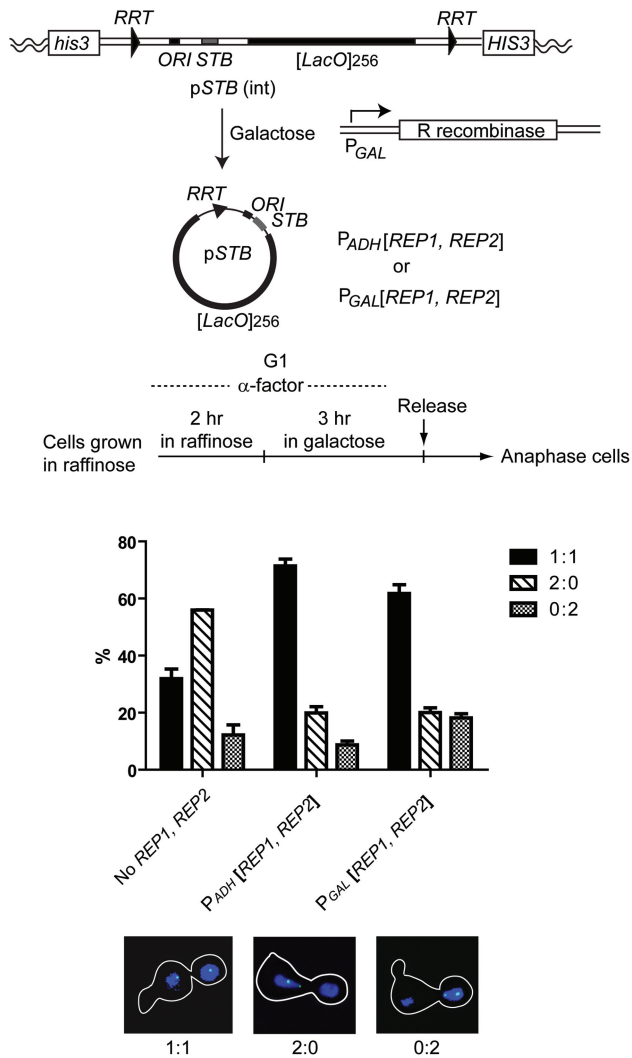 RRT RRT
his3 HIS3
ORI STB [LacO]256
pSTB (int)
Galactose
R recombinase
PGAL
RRT
ORI
STB
pSTB
[LacO]256
PADH[REP1, REP2]
or
PGAL[REP1, REP2]
G1
α-factor
2 hr in raffinose
3 hr in galactose
Release
Cells grown in raffinose
Anaphase cells
80
60
40
20
0
%
1:1
2:0
0:2
No REP1, REP2
PADH [REP1, REP2]
PGAL [REP1, REP2]
1:1 2:0 0:2